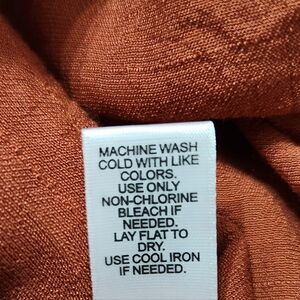 MACHINE WASH
COLD WITH LIKE
COLORS.
USE ONLY
NON-CHLORINE
BLEACH IF
NEEDED.
LAY FLAT TO
DRY.
USE COOL IRON
IF NEEDED.